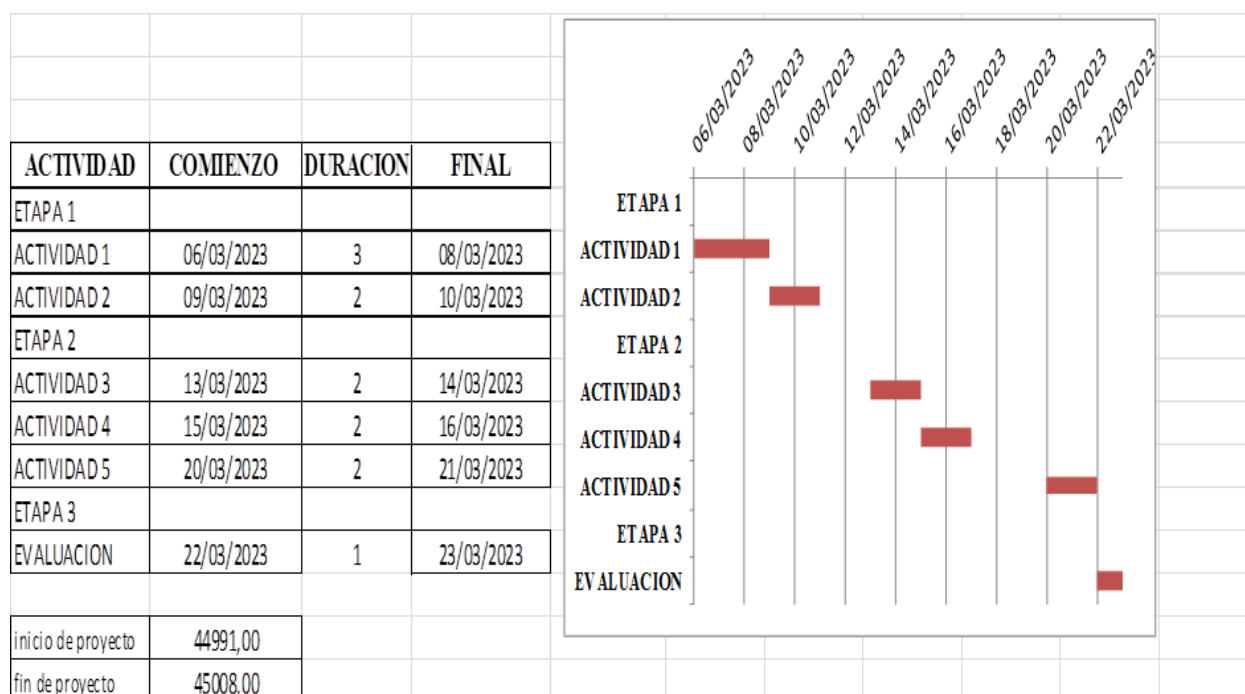 ACTIVIDAD COMIENZO DURACION FINAL
ETAPA 1
ACTIVIDAD 1 06/03/2023 3 08/03/2023
ACTIVIDAD 2 09/03/2023 2 10/03/2023
ETAPA 2
ACTIVIDAD 3 13/03/2023 2 14/03/2023
ACTIVIDAD 4 15/03/2023 2 16/03/2023
ACTIVIDAD 5 20/03/2023 2 21/03/2023
ETAPA 3
EVALUACION 22/03/2023 1 23/03/2023
inicio de proyecto 44991,00
fin de proyecto 45008,00
06/03/2023 08/03/2023 10/03/2023 12/03/2023 14/03/2023 16/03/2023 18/03/2023 20/03/2023 22/03/2023
ETAPA 1
ACTIVIDAD 1
ACTIVIDAD 2
ETAPA 2
ACTIVIDAD 3
ACTIVIDAD 4
ACTIVIDAD 5
ETAPA 3
EVALUACION